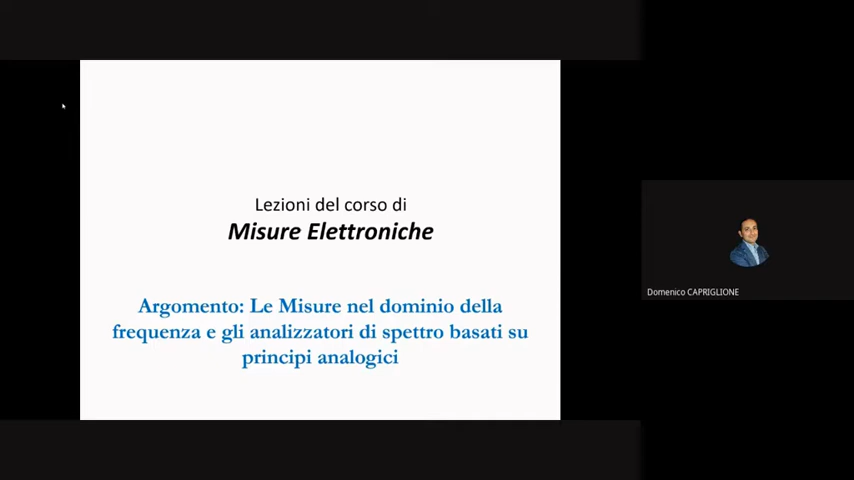 Lezioni del corso di
Misure Elettroniche
Argomento: Le Misure nel dominio della
frequenza e gli analizzatori di spettro basati su
principi analogici
Domenico CAPRIGLIONE